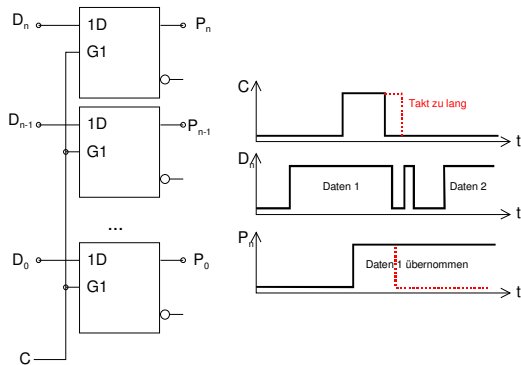 Dn 1D Pn
G1
Dn-1 1D Pn-1
G1
...
D0 1D P0
G1
C
C
Takt zu lang
t
Dn
Daten 1 Daten 2
t
Pn
Daten 1 übernommen
t